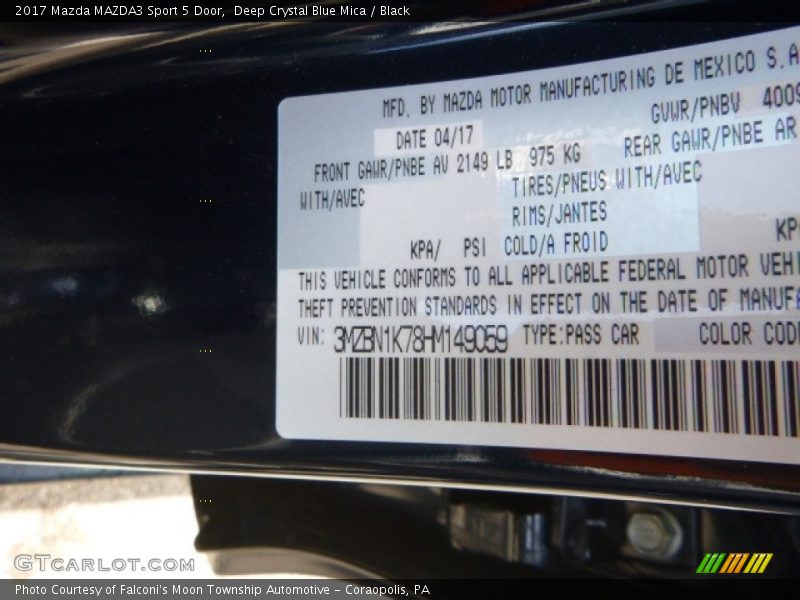 2017 Mazda MAZDA3 Sport 5 Door, Deep Crystal Blue Mica / Black
MFD. BY MAZDA MOTOR MANUFACTURING DE MEXICO S.A
DATE 04/17 GVWR/PNBV 4009
FRONT GAWR/PNBE AV 2149 LB 975 KG REAR GAWR/PNBE AR
WITH/AVEC TIRES/PNEUS WITH/AVEC
RIMS/JANTES
KPA/ PSI COLD/A FROID KP
THIS VEHICLE CONFORMS TO ALL APPLICABLE FEDERAL MOTOR VEHI
THEFT PREVENTION STANDARDS IN EFFECT ON THE DATE OF MANUFA
VIN: 3MZBN1K78HM149059 TYPE:PASS CAR COLOR COD
GTCARLOT.COM
Photo Courtesy of Falconi's Moon Township Automotive - Coraopolis, PA